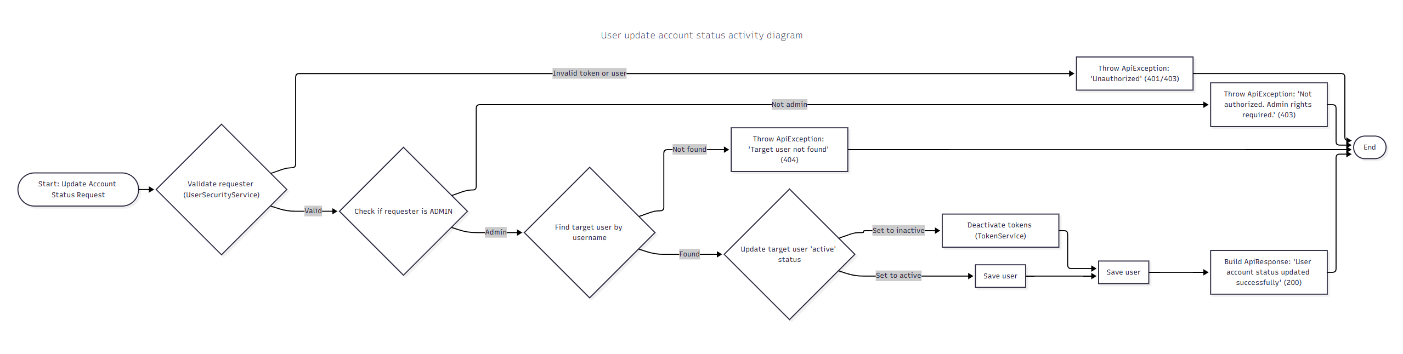 User update account status activity diagram
Invalid token or user
Throw ApiException:
'Unauthorized' (401/403)
Not admin
Throw ApiException: 'Not
authorized. Admin rights
required.' (403)
Not found
Throw ApiException:
'Target user not found'
(404)
End
Start: Update Account
Status Request
Validate requester
(UserSecurityService)
Valid
Check if requester is ADMIN
Admin
Find target user by
username
Found
Update target user 'active'
status
Set to inactive
Deactivate tokens
(TokenService)
Set to active
Save user
Save user
Build ApiResponse: 'User
account status updated
successfully' (200)